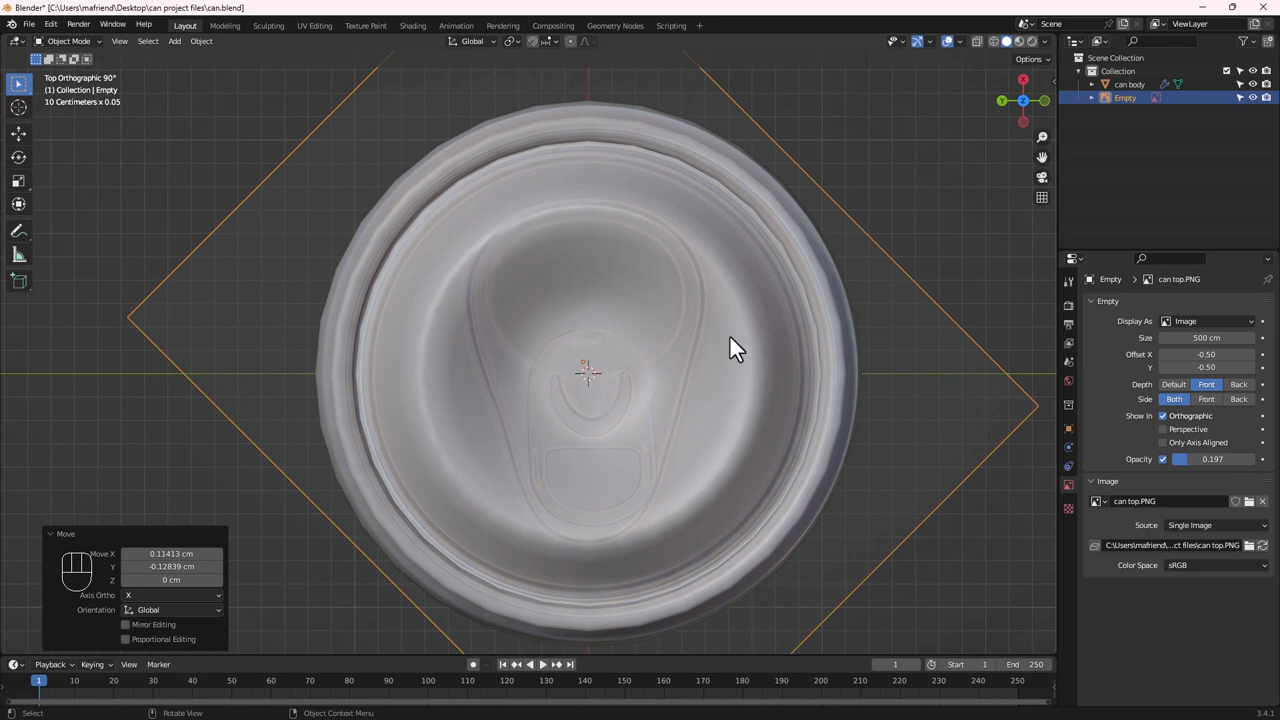 Blender* [C:\Users\mafriend\Desktop\can project files\can.blend]
File Edit Render Window Help Layout Modeling Sculpting UV Editing Texture Paint Shading Animation Rendering Compositing Geometry Nodes Scripting + Scene ViewLayer
Object Mode View Select Add Object Global
Options
Top Orthographic 90°
(1) Collection | Empty
10 Centimeters x 0.05
X
Y
Z
Scene Collection
Collection
can body
Empty
Empty can top.PNG
Empty
Display As Image
Size 500 cm
Offset X -0.50
Y -0.50
Depth Default Front Back
Side Both Front Back
Show In Orthographic
Perspective
Only Axis Aligned
Opacity 0.197
Image
can top.PNG
Source Single Image
C:\Users\mafriend\...ct files\can top.PNG
Color Space sRGB
Move
Move X 0.11413 cm
Y -0.12839 cm
Z 0 cm
Axis Ortho X
Orientation Global
Mirror Editing
Proportional Editing
Playback Keying View Marker 1 Start 1 End 250
1 10 20 30 40 50 60 70 80 90 100 110 120 130 140 150 160 170 180 190 200 210 220 230 240 250
Select Rotate View Object Context Menu 3.4.1